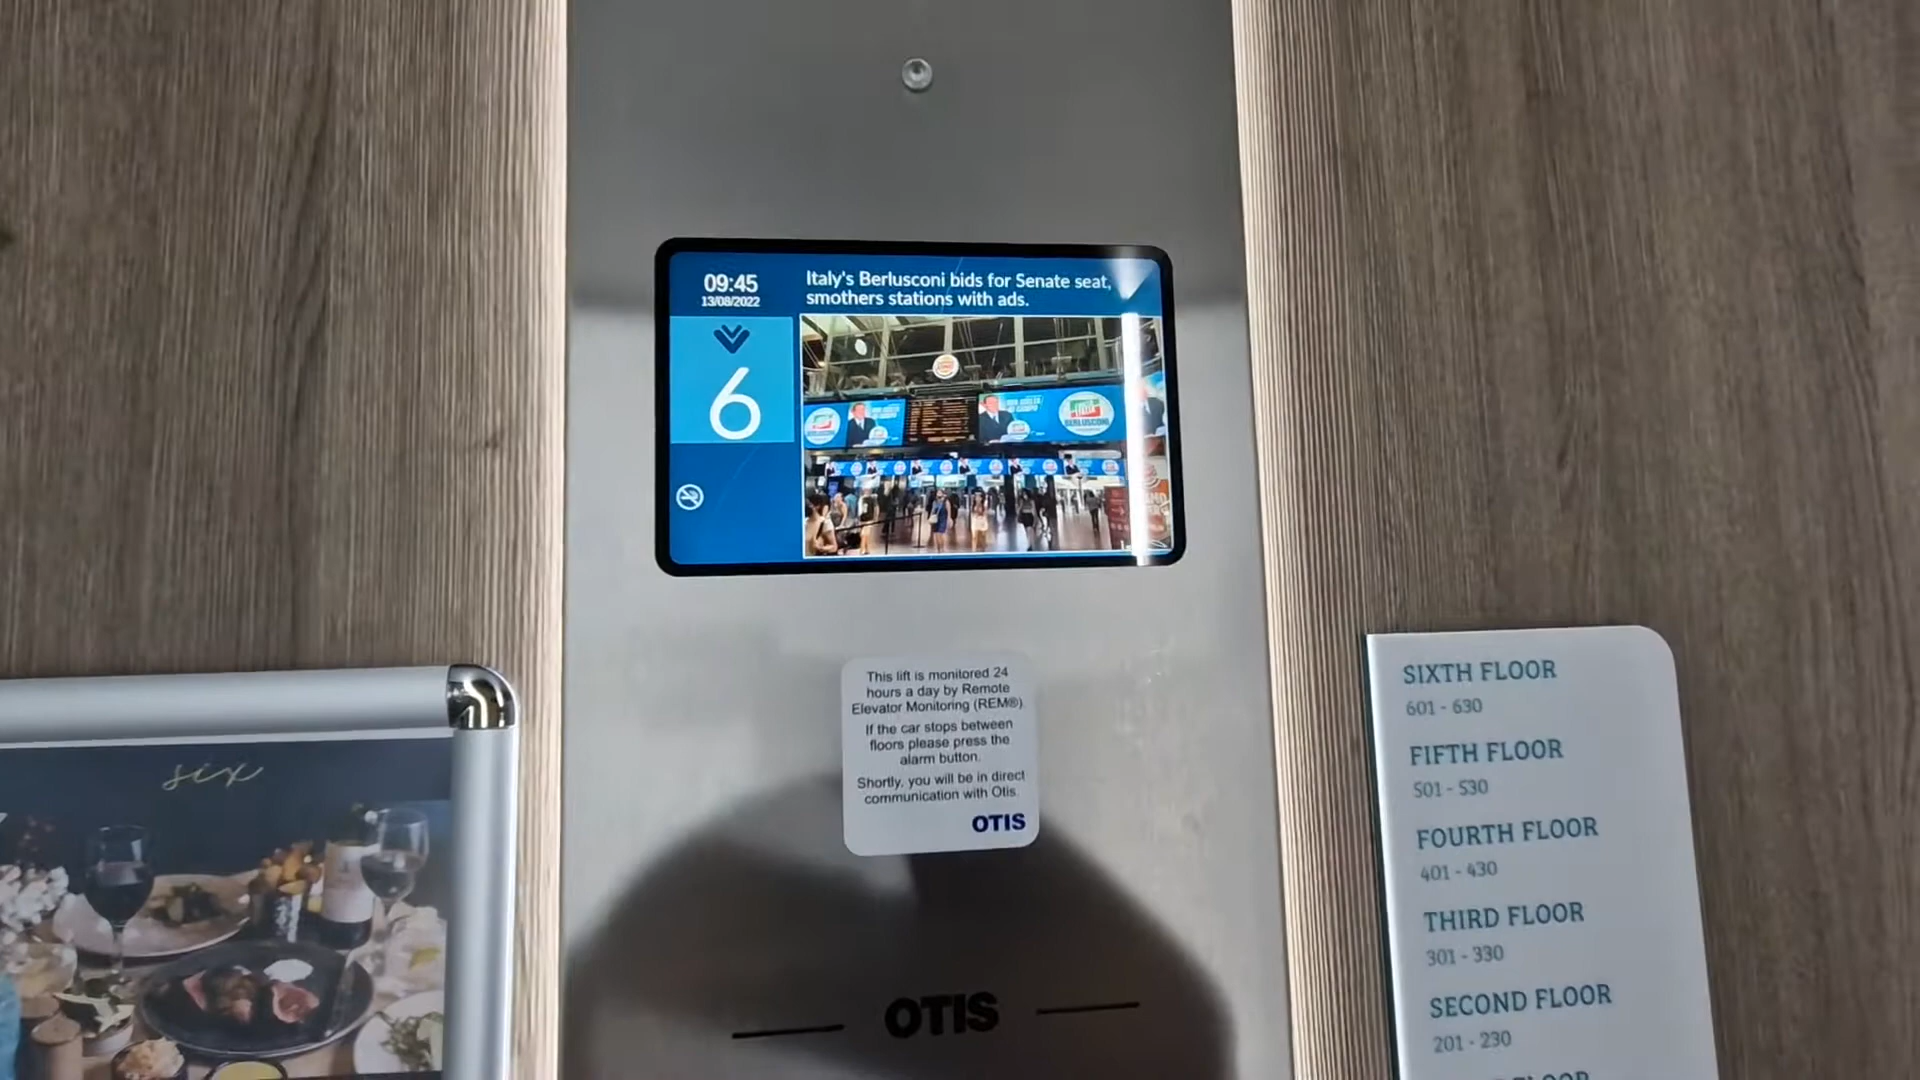 09:45
13/08/2022
6
Italy's Berlusconi bids for Senate seat,
smothers stations with ads.
BERLUSCONI
This lift is monitored 24
hours a day by Remote
Elevator Monitoring (REM®).
If the car stops between
floors please press the
alarm button.
Shortly, you will be in direct
communication with Otis.
OTIS
OTIS
six
SIXTH FLOOR
601 - 630
FIFTH FLOOR
501 - 530
FOURTH FLOOR
401 - 430
THIRD FLOOR
301 - 330
SECOND FLOOR
201 - 230